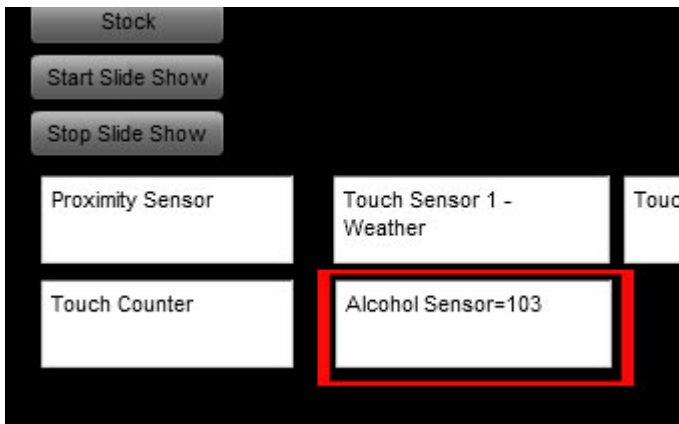 Stock
Start Slide Show
Stop Slide Show
Proximity Sensor
Touch Sensor 1 -
Weather
Touch Counter
Alcohol Sensor=103